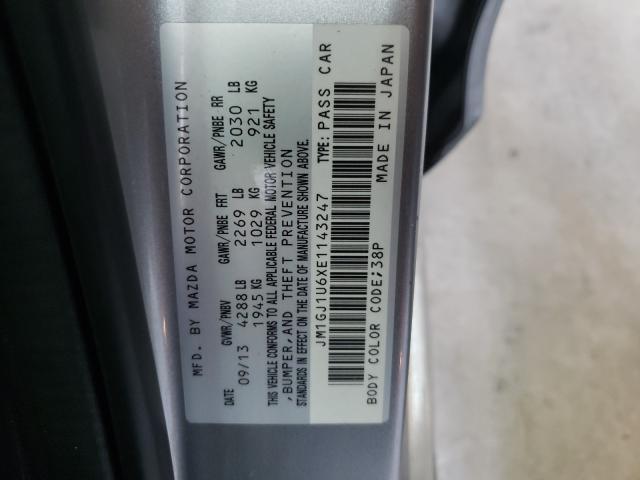 MFD. BY MAZDA MOTOR CORPORATION
DATE GVWR/PNBV GAWR/PNBE FRT GAWR/PNBE RR
09/13 4288 LB 2269 LB 2030 LB
1945 KG 1029 KG 921 KG
THIS VEHICLE CONFORMS TO ALL APPLICABLE FEDERAL MOTOR VEHICLE SAFETY
,BUMPER,AND THEFT PREVENTION
STANDARDS IN EFFECT ON THE DATE OF MANUFACTURE SHOWN ABOVE.
JM1GJ1U6XE1143247 TYPE: PASS CAR
BODY COLOR CODE;38P MADE IN JAPAN